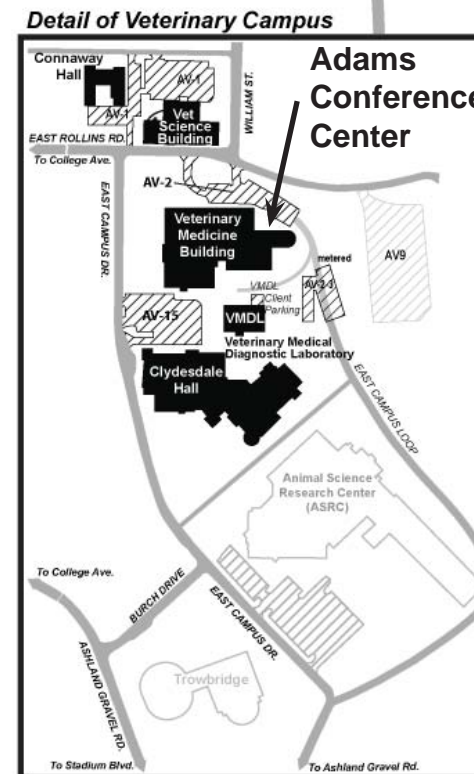 Detail of Veterinary Campus
Connaway
Hall
AV-1
AV-1
Vet
Science
Building
WILLIAM ST.
Adams
Conference
Center
EAST ROLLINS RD.
To College Ave.
AV-2
EAST CAMPUS DR.
Veterinary
Medicine
Building
metered
AV9
AV-2-3
VMDL
Client
Parking
AV-15
VMDL
Veterinary Medical
Diagnostic Laboratory
Clydesdale
Hall
EAST CAMPUS LOOP
Animal Science
Research Center
(ASRC)
To College Ave.
BURCH DRIVE
EAST CAMPUS DR.
ASHLAND GRAVEL RD.
Trowbridge
To Stadium Blvd.
To Ashland Gravel Rd.